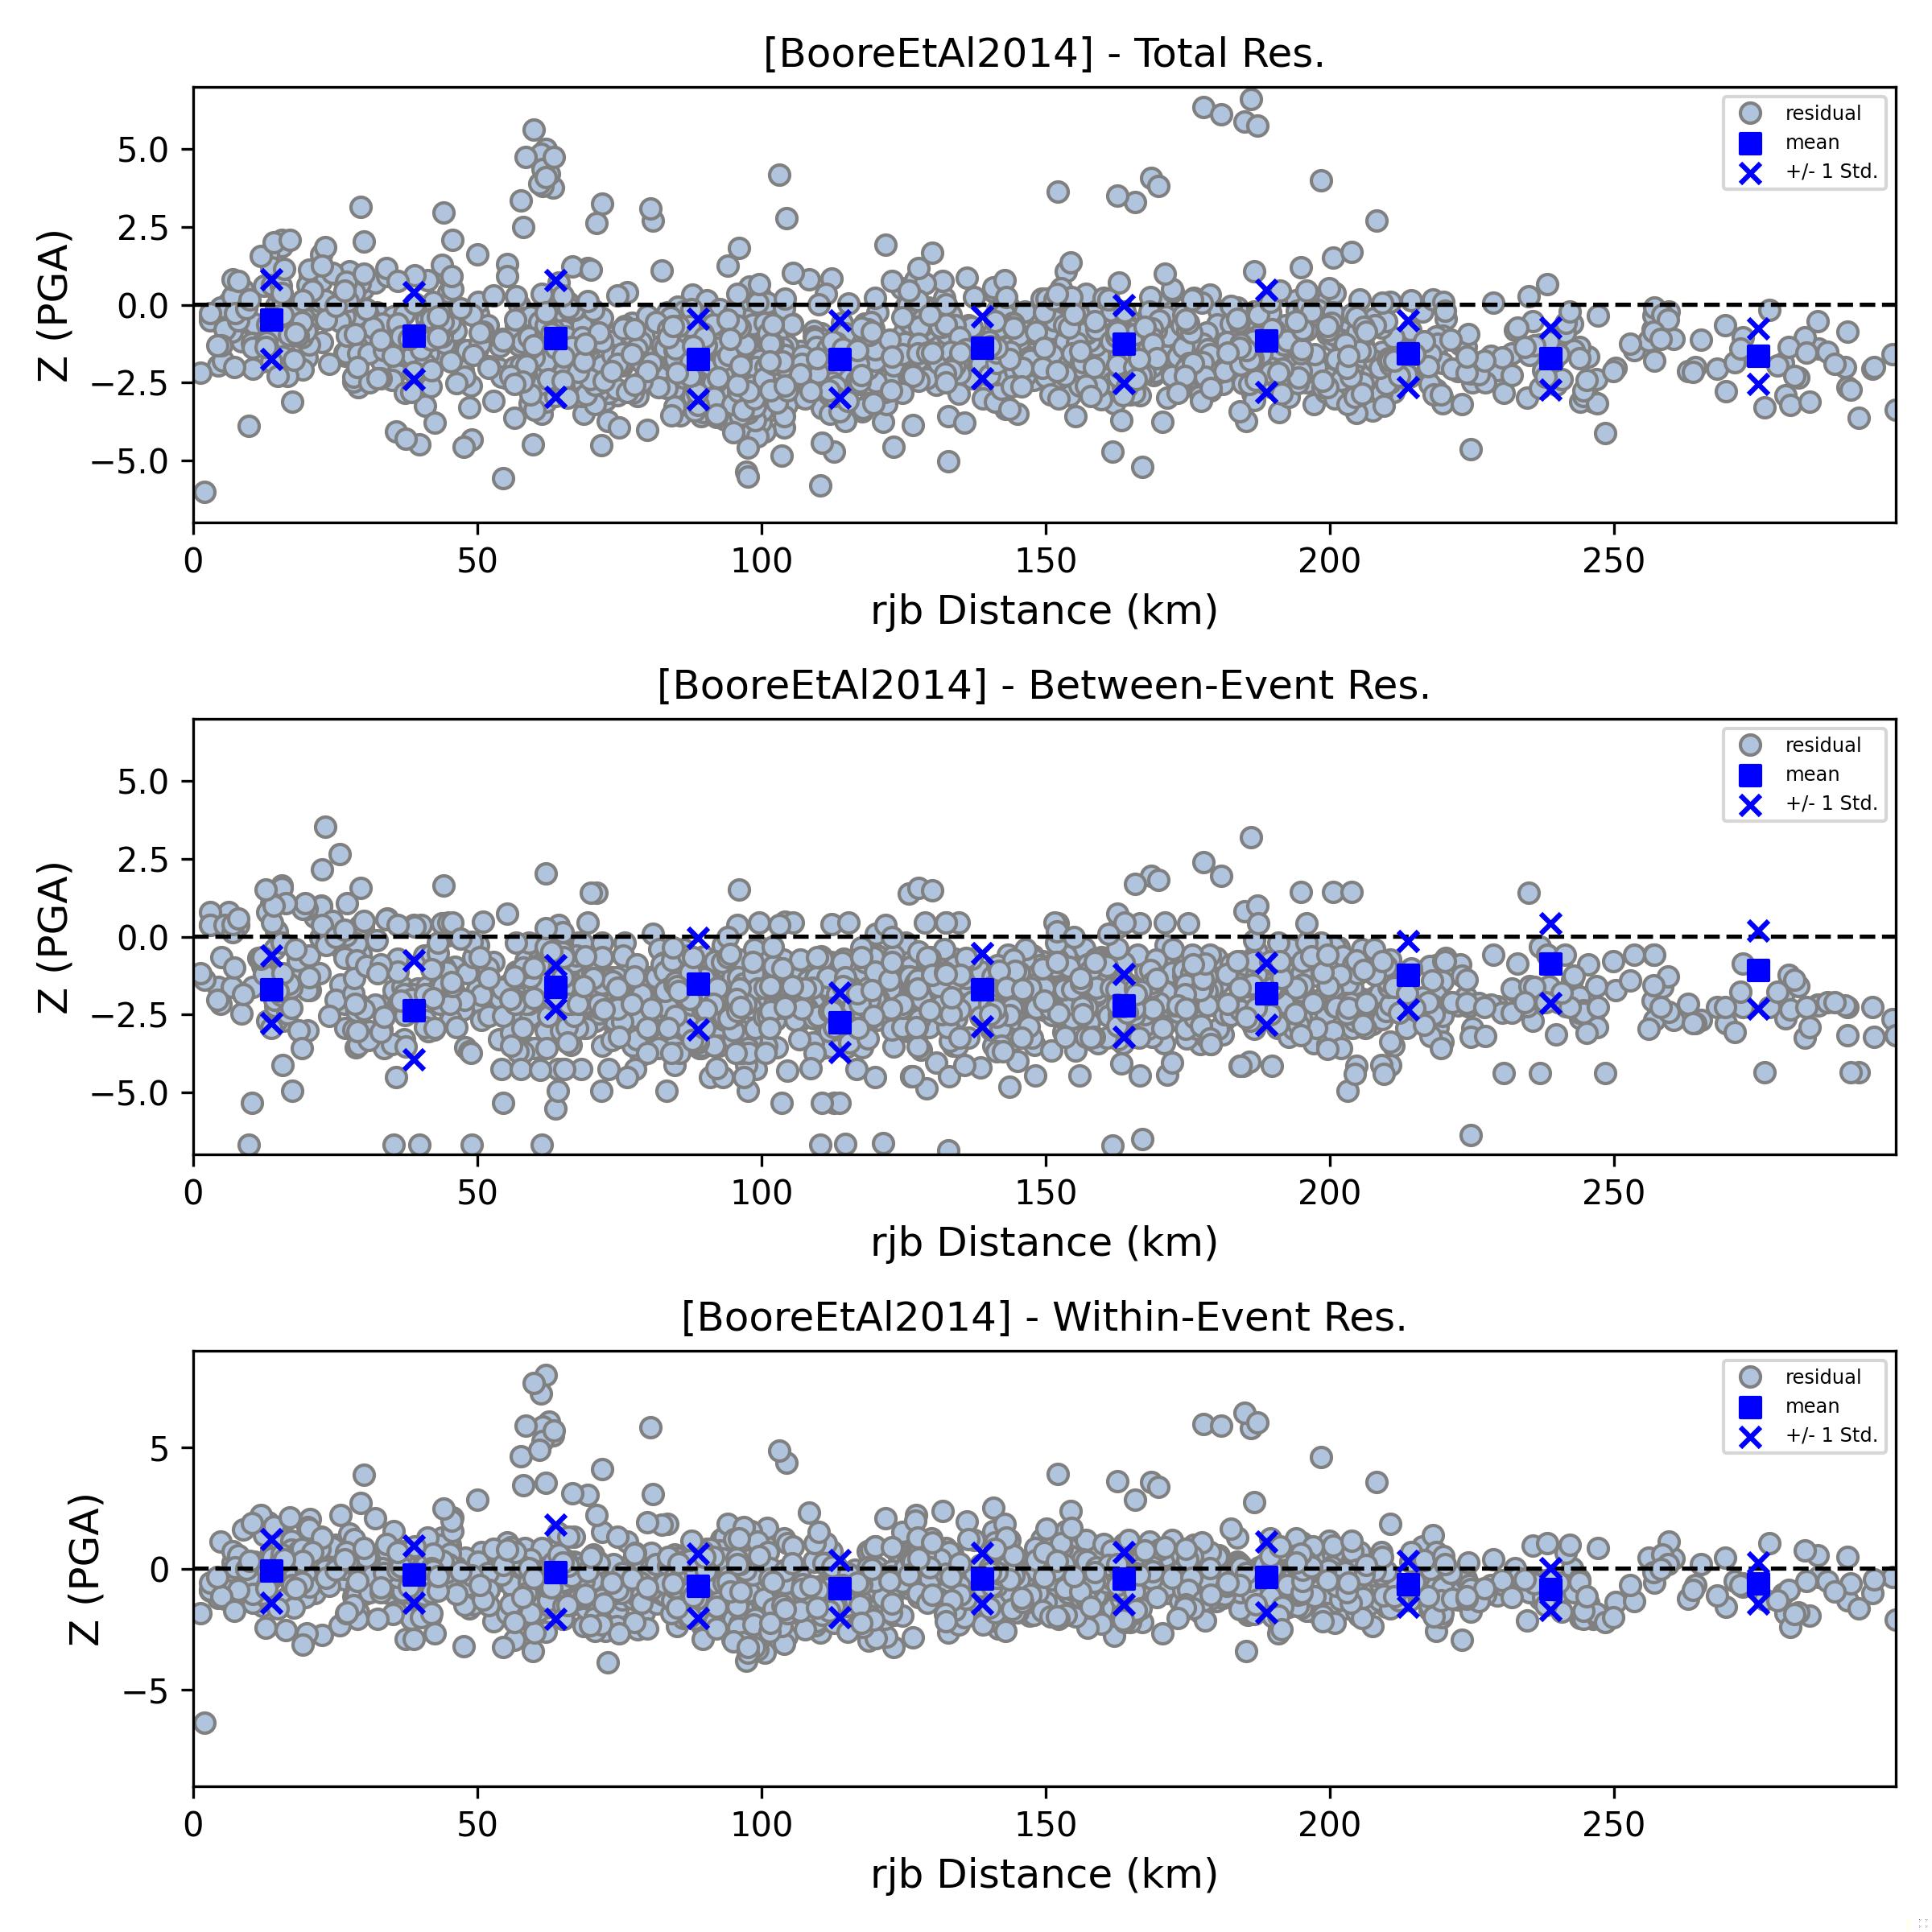 [BooreEtAl2014] - Total Res.
Z (PGA)
5.0
2.5
0.0
−2.5
−5.0
residual
mean
+/- 1 Std.
0 50 100 150 200 250
rjb Distance (km)
[BooreEtAl2014] - Between-Event Res.
Z (PGA)
5.0
2.5
0.0
−2.5
−5.0
residual
mean
+/- 1 Std.
0 50 100 150 200 250
rjb Distance (km)
[BooreEtAl2014] - Within-Event Res.
Z (PGA)
5
0
−5
residual
mean
+/- 1 Std.
0 50 100 150 200 250
rjb Distance (km)